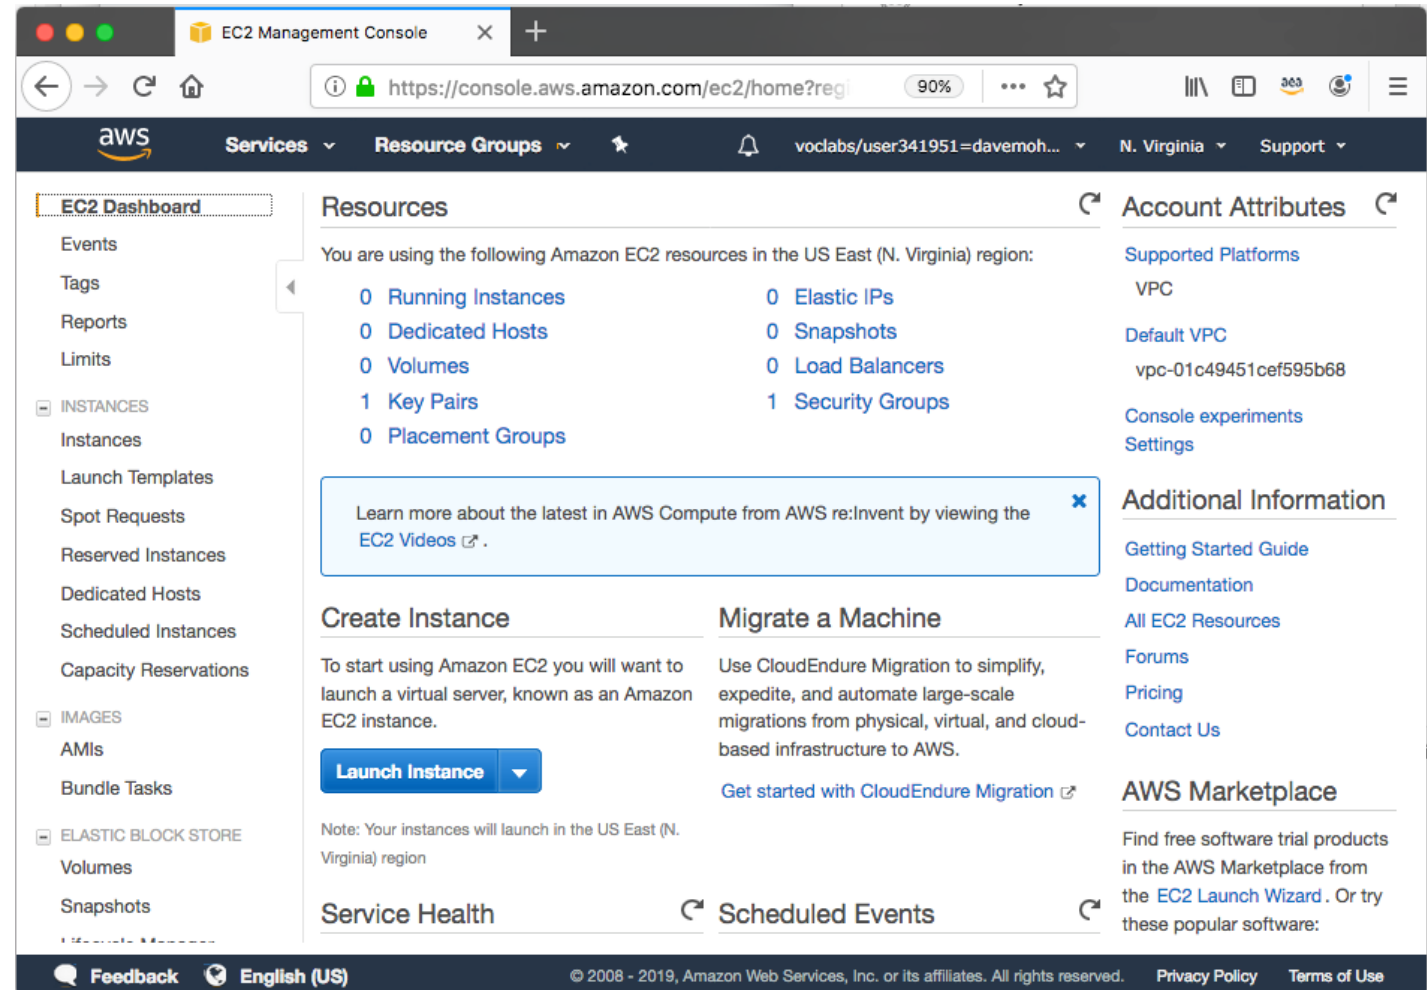 EC2 Management Console
https://console.aws.amazon.com/ec2/home?regi
90%
aws
Services
Resource Groups
voclabs/user341951=davemoh...
N. Virginia
Support
EC2 Dashboard
Events
Tags
Reports
Limits
INSTANCES
Instances
Launch Templates
Spot Requests
Reserved Instances
Dedicated Hosts
Scheduled Instances
Capacity Reservations
IMAGES
AMIs
Bundle Tasks
ELASTIC BLOCK STORE
Volumes
Snapshots
Lifecycle Manager
Resources
You are using the following Amazon EC2 resources in the US East (N. Virginia) region:
0 Running Instances
0 Elastic IPs
0 Dedicated Hosts
0 Snapshots
0 Volumes
0 Load Balancers
1 Key Pairs
1 Security Groups
0 Placement Groups
Learn more about the latest in AWS Compute from AWS re:Invent by viewing the
EC2 Videos .
Create Instance
To start using Amazon EC2 you will want to
launch a virtual server, known as an Amazon
EC2 instance.
Launch Instance
Note: Your instances will launch in the US East (N.
Virginia) region
Migrate a Machine
Use CloudEndure Migration to simplify,
expedite, and automate large-scale
migrations from physical, virtual, and cloud-
based infrastructure to AWS.
Get started with CloudEndure Migration
Service Health
Scheduled Events
Account Attributes
Supported Platforms
VPC
Default VPC
vpc-01c49451cef595b68
Console experiments
Settings
Additional Information
Getting Started Guide
Documentation
All EC2 Resources
Forums
Pricing
Contact Us
AWS Marketplace
Find free software trial products
in the AWS Marketplace from
the EC2 Launch Wizard. Or try
these popular software:
Feedback
English (US)
© 2008 - 2019, Amazon Web Services, Inc. or its affiliates. All rights reserved.
Privacy Policy
Terms of Use